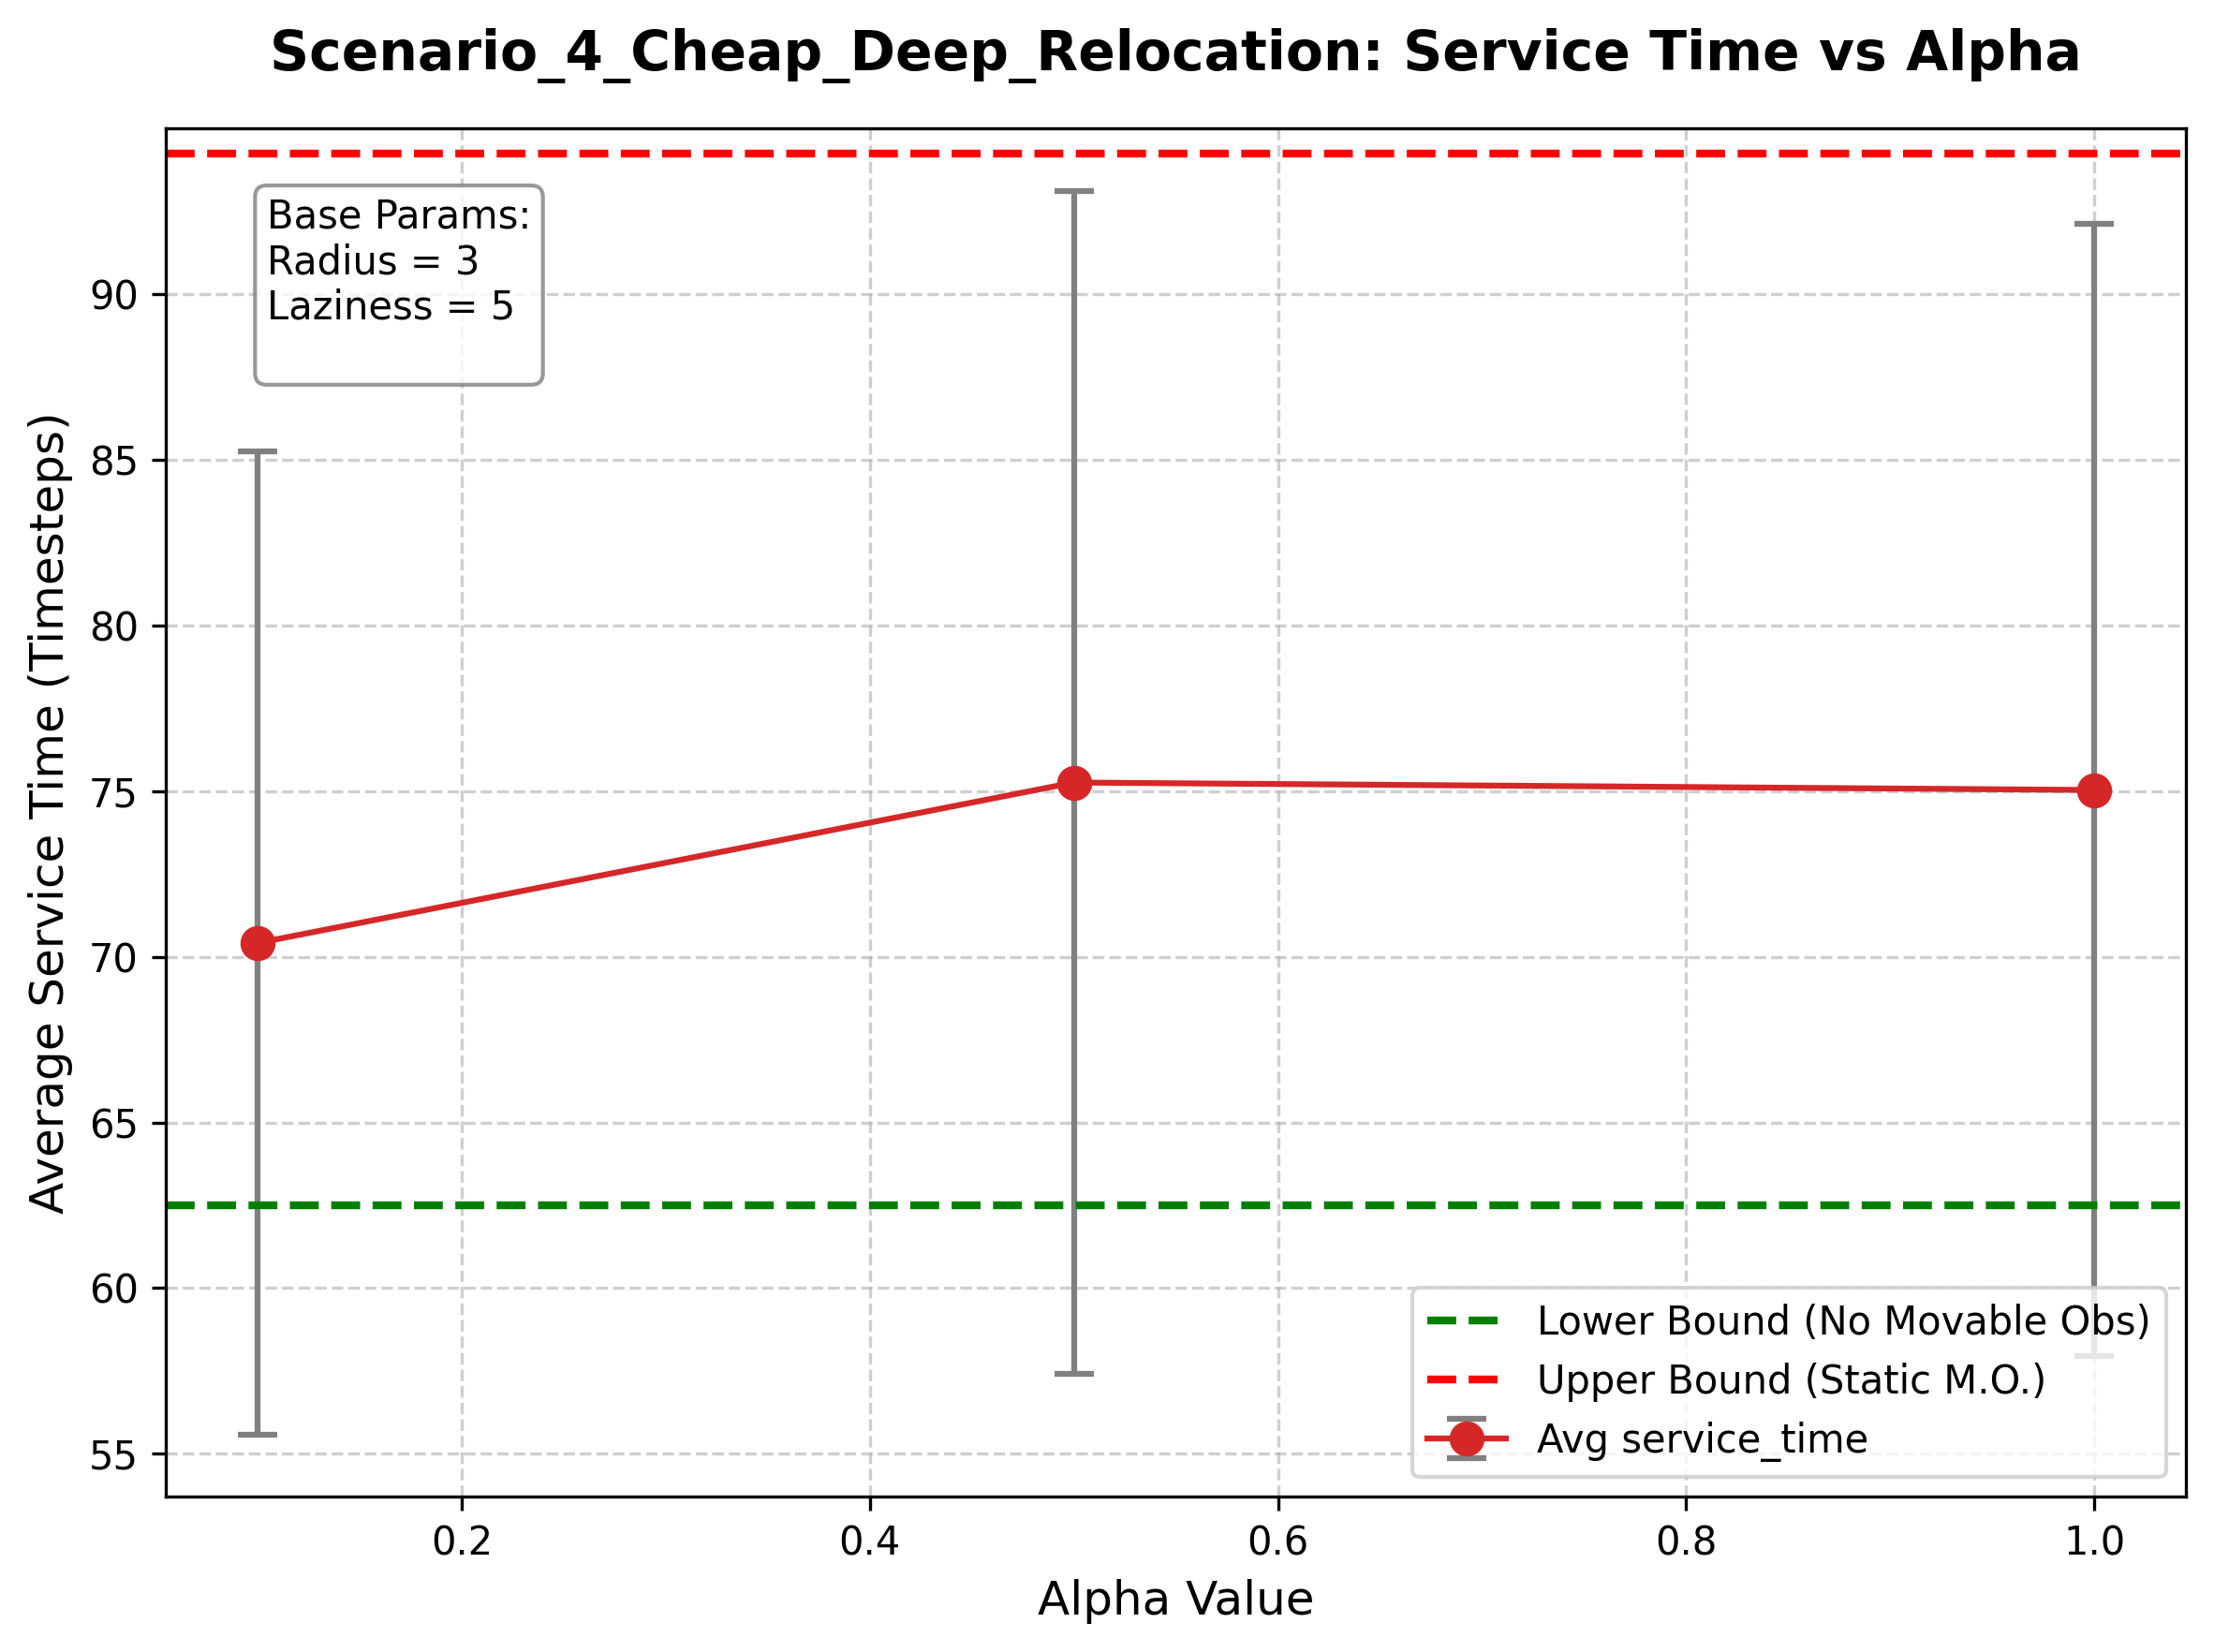 Scenario_4_Cheap_Deep_Relocation: Service Time vs Alpha
Base Params:
Radius = 3
Laziness = 5
Average Service Time (Timesteps)
90
85
80
75
70
65
60
55
Lower Bound (No Movable Obs)
Upper Bound (Static M.O.)
Avg service_time
0.2 0.4 0.6 0.8 1.0
Alpha Value